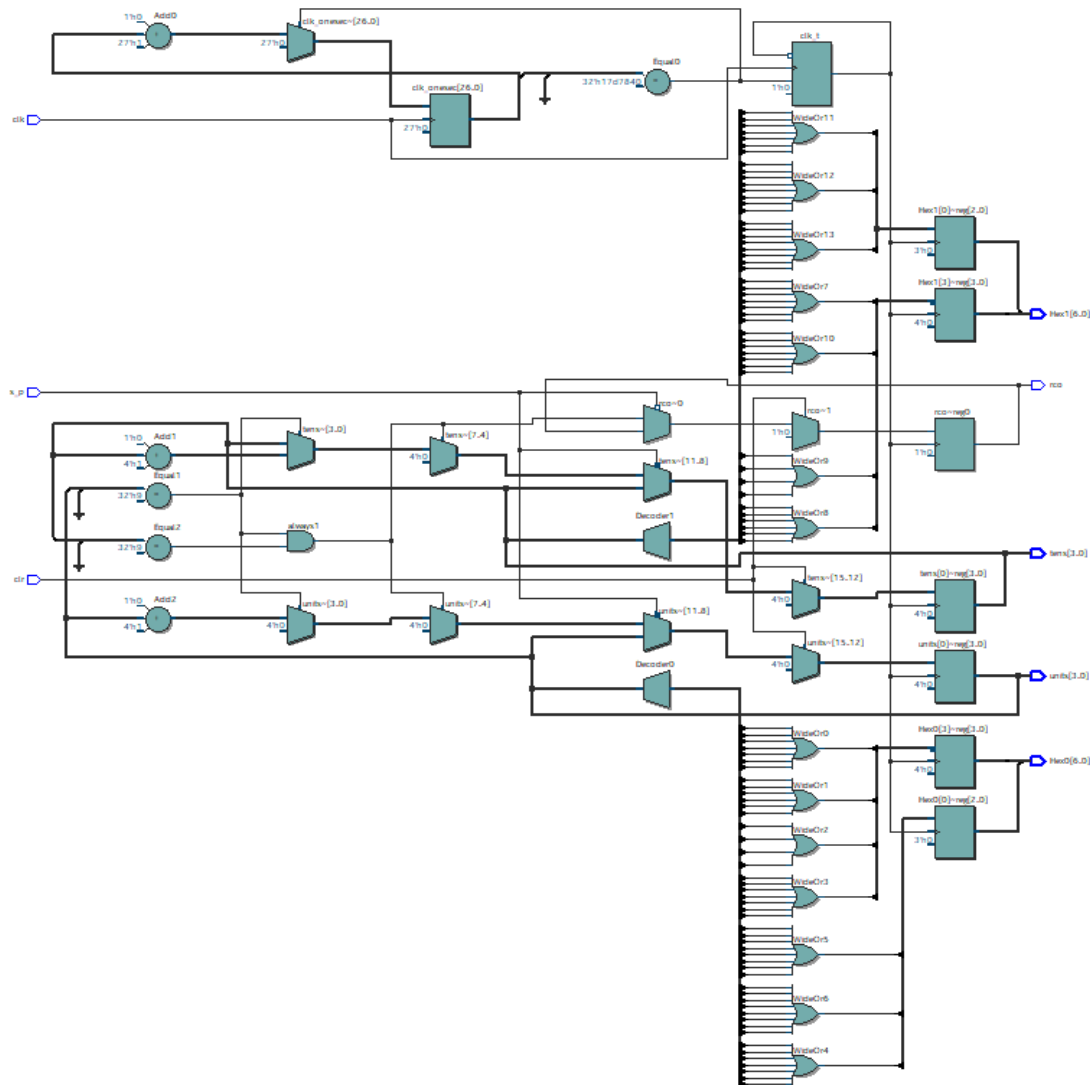 1'h0
Add0
27'h1
clk_onesec~[26.0]
27'h0
clk_t
Equal0
32'h17d7840
1'h0
clk_onesec[26.0]
27'h0
clk
WideOr11
WideOr12
WideOr13
Hex1[0]~reg[2.0]
3'h0
WideOr7
Hex1[3]~reg[3.0]
4'h0
Hex1[6.0]
WideOr10
s_p
rco
rco~0
rco~1
1'h0
rco~reg0
1'h0
Add1
1'h0
4'h1
tens~[3.0]
tens~[7.4]
4'h0
tens~[11.8]
WideOr9
Equal1
32'h9
WideOr8
Equal2
32'h9
always1
Decoder1
tens[3.0]
clr
tens~[15.12]
4'h0
tens[0]~reg[3.0]
4'h0
1'h0
Add2
4'h1
units~[3.0]
4'h0
units~[7.4]
4'h0
units~[11.8]
units~[15.12]
4'h0
units[0]~reg[3.0]
4'h0
units[3.0]
Decoder0
WideOr0
Hex0[3]~reg[3.0]
4'h0
Hex0[6.0]
WideOr1
Hex0[0]~reg[2.0]
3'h0
WideOr2
WideOr3
WideOr5
WideOr6
WideOr4